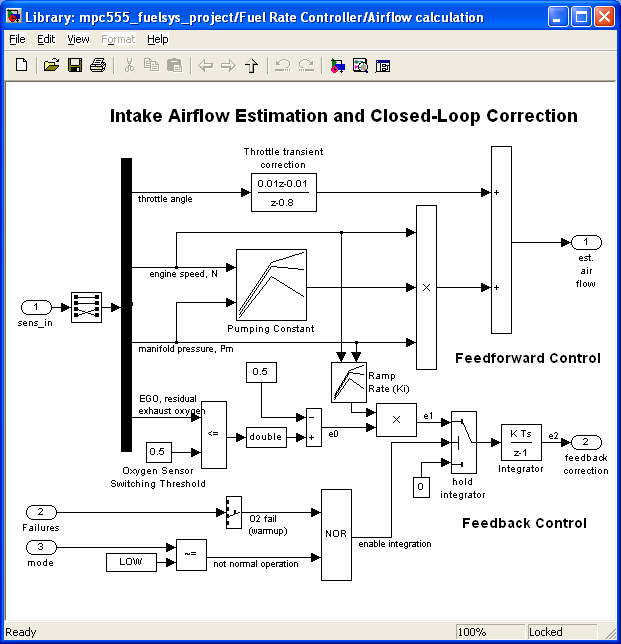 Library: mpc555_fuelsys_project/Fuel Rate Controller/Airflow calculation
File Edit View Format Help
Intake Airflow Estimation and Closed-Loop Correction
Throttle transient
correction
0.01z-0.01
z-0.8
throttle angle
+
1
est.
air
flow
engine speed, N
Pumping Constant
×
+
1
sens_in
manifold pressure, Pm
Feedforward Control
0.5
Ramp
Rate (Ki)
EGO, residual
exhaust oxygen
<=
double
−
+
e0
×
e1
K Ts
z-1
Integrator
e2
2
feedback
correction
0.5
Oxygen Sensor
Switching Threshold
0
hold
integrator
2
Failures
O2 fail
(warmup)
NOR
enable integration
Feedback Control
3
mode
LOW
~=
not normal operation
Ready 100% Locked